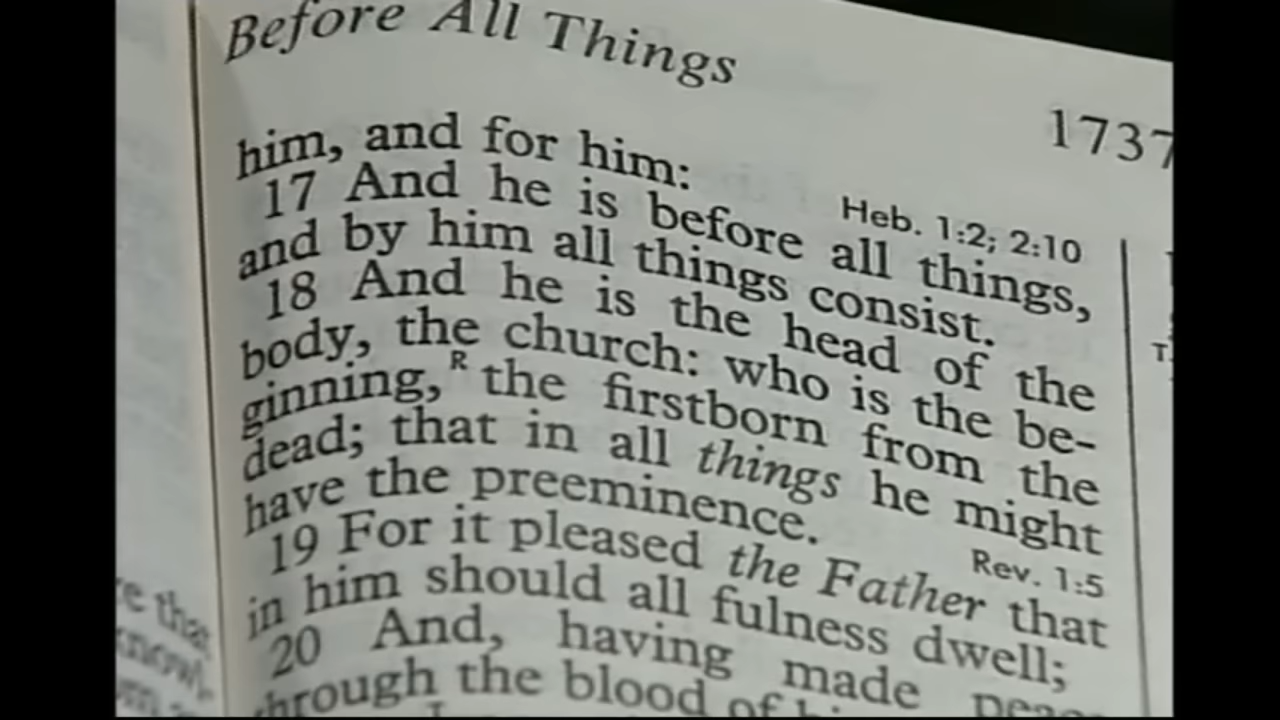 Before All Things
1737
him, and for him:
Heb. 1:2; 2:10
17 And he is before all things,
and by him all things consist.
18 And he is the head of the
body, the church: who is the be-
ginning,R the firstborn from the
dead; that in all things he might
have the preeminence.
Rev. 1:5
19 For it pleased the Father that
in him should all fulness dwell;
20 And, having made
through the blood of